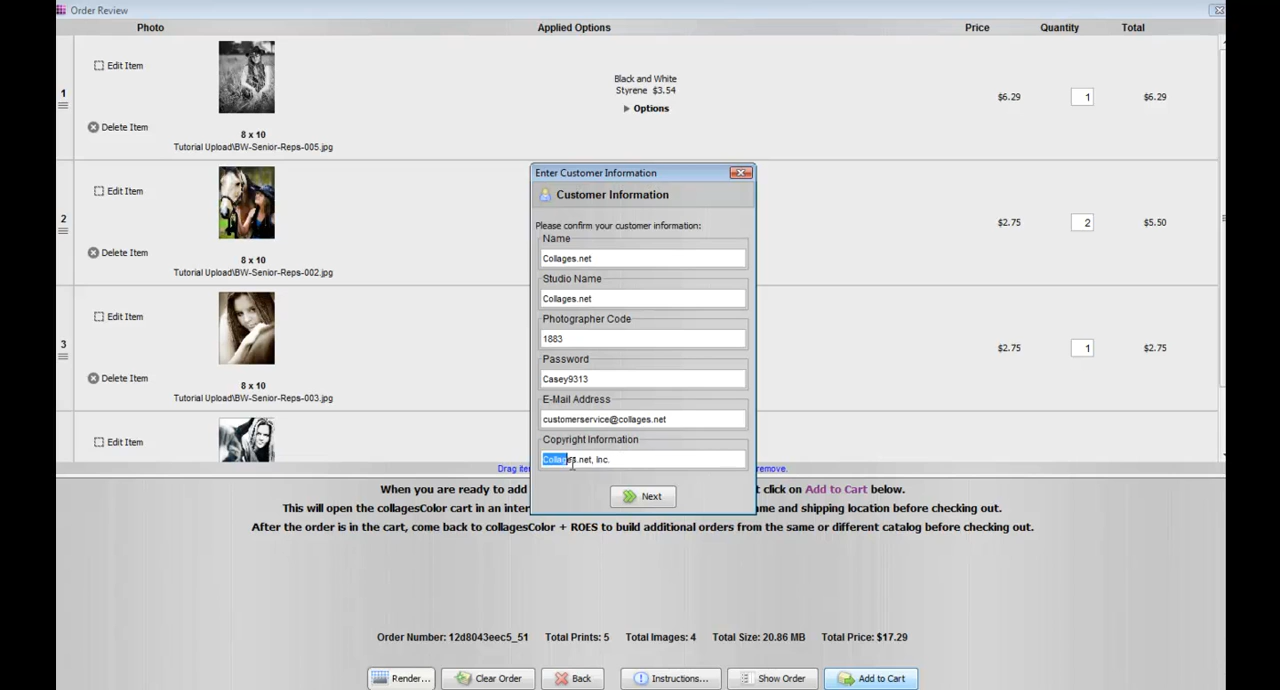 Order Review
Photo Applied Options Price Quantity Total
1 Edit Item Delete Item
8 x 10
Tutorial Upload\BW-Senior-Reps-005.jpg
Black and White
Styrene $3.54
Options
$6.29 1 $6.29
2 Edit Item Delete Item
8 x 10
Tutorial Upload\BW-Senior-Reps-002.jpg
$2.75 2 $5.50
3 Edit Item Delete Item
8 x 10
Tutorial Upload\BW-Senior-Reps-003.jpg
$2.75 1 $2.75
Edit Item
Enter Customer Information
Customer Information
Please confirm your customer information:
Name
Collages.net
Studio Name
Collages.net
Photographer Code
1883
Password
Casey9313
E-Mail Address
customerservice@collages.net
Copyright Information
Collages.net, Inc.
Next
Drag remove.
When you are ready to add t click on Add to Cart below.
This will open the collagesColor cart in an name and shipping location before checking out.
After the order is in the cart, come back to collagesColor + ROES to build additional orders from the same or different catalog before checking out.
Order Number: 12d8043eec5_51 Total Prints: 5 Total Images: 4 Total Size: 20.86 MB Total Price: $17.29
Render... Clear Order Back Instructions... Show Order Add to Cart